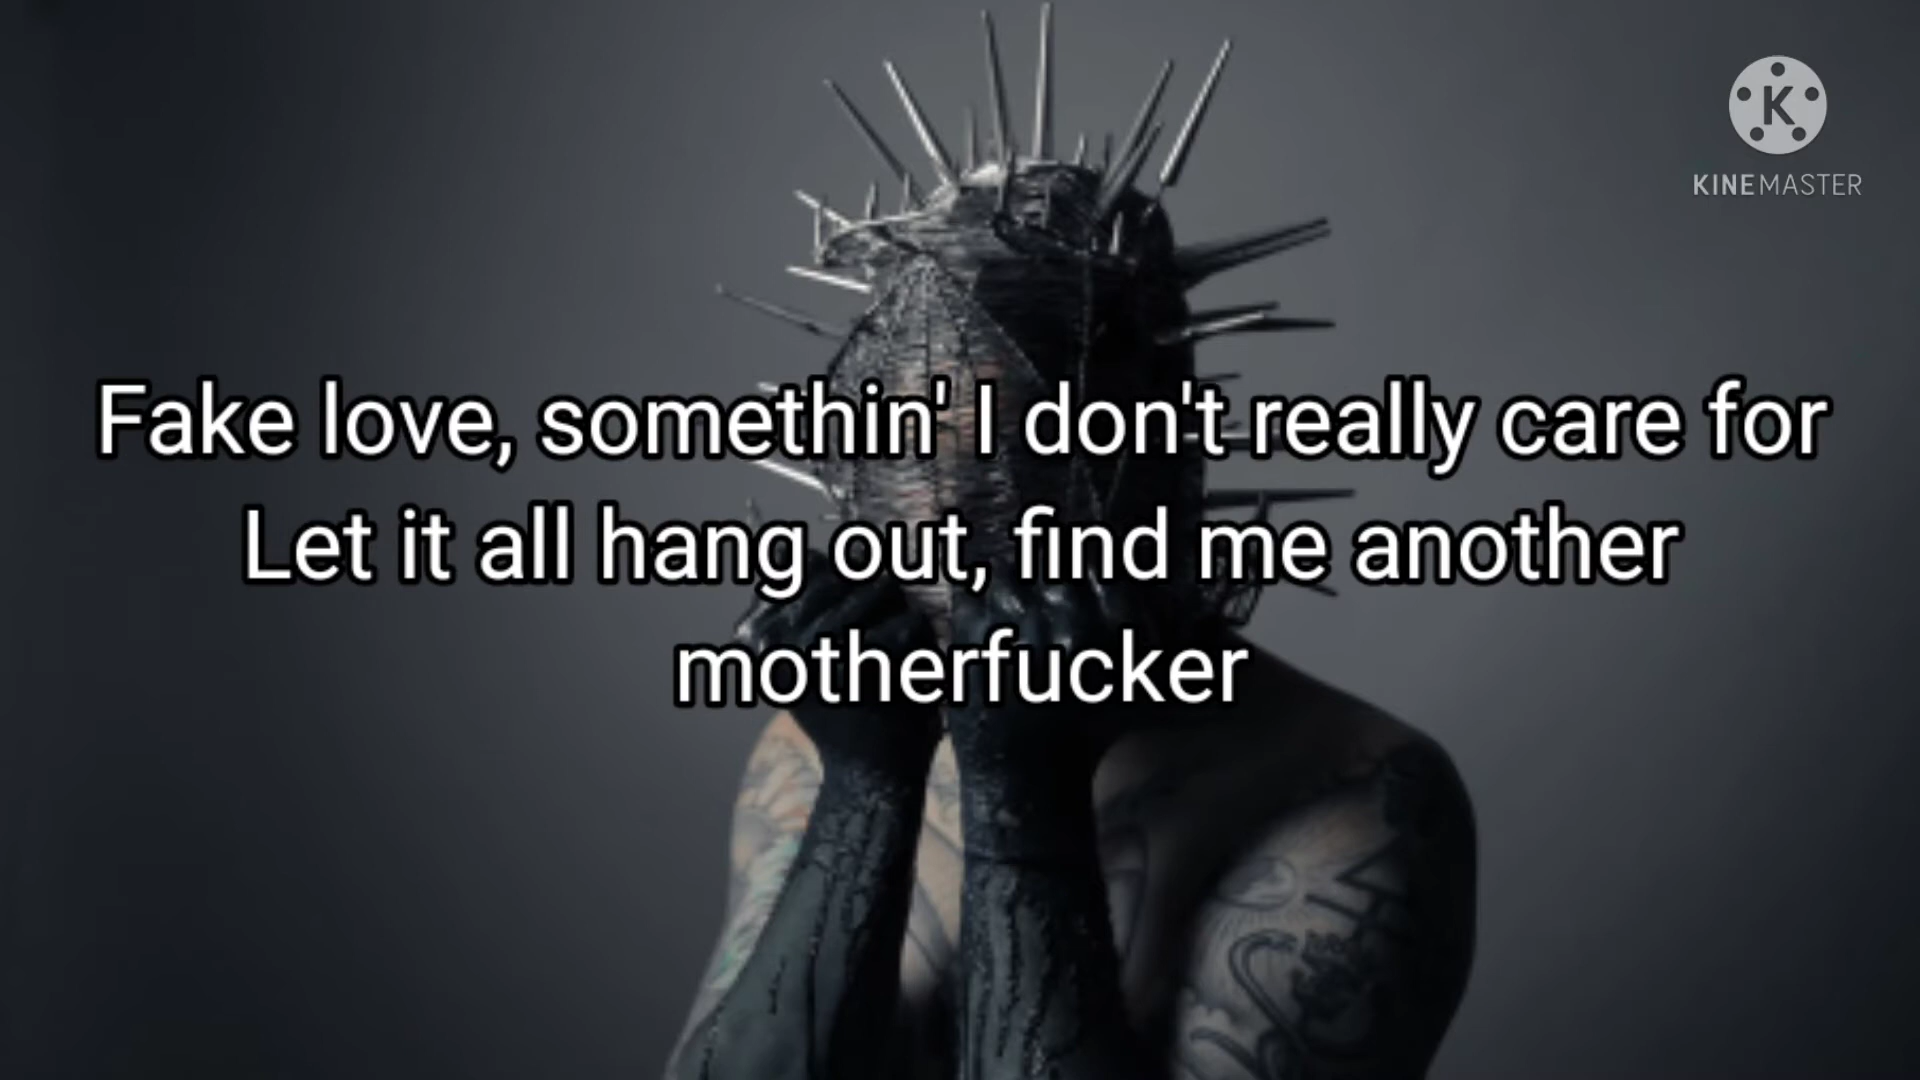 K
KINEMASTER
Fake love, somethin' I don't really care for
Let it all hang out, find me another
motherfucker